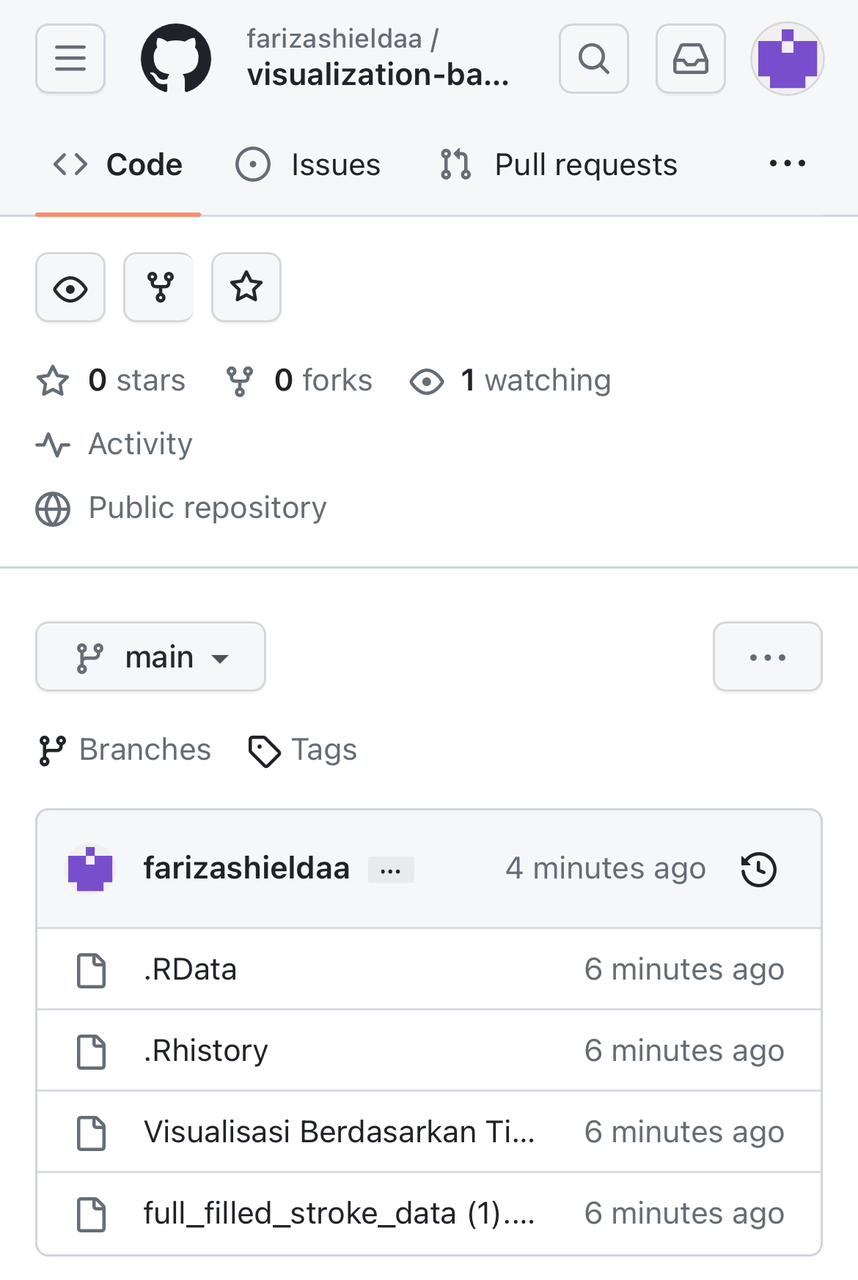 farizashieldaa /
visualization-ba...
Code Issues Pull requests ...
0 stars 0 forks 1 watching
Activity
Public repository
main ...
Branches Tags
farizashieldaa ... 4 minutes ago
.RData 6 minutes ago
.Rhistory 6 minutes ago
Visualisasi Berdasarkan Ti... 6 minutes ago
full_filled_stroke_data (1).... 6 minutes ago